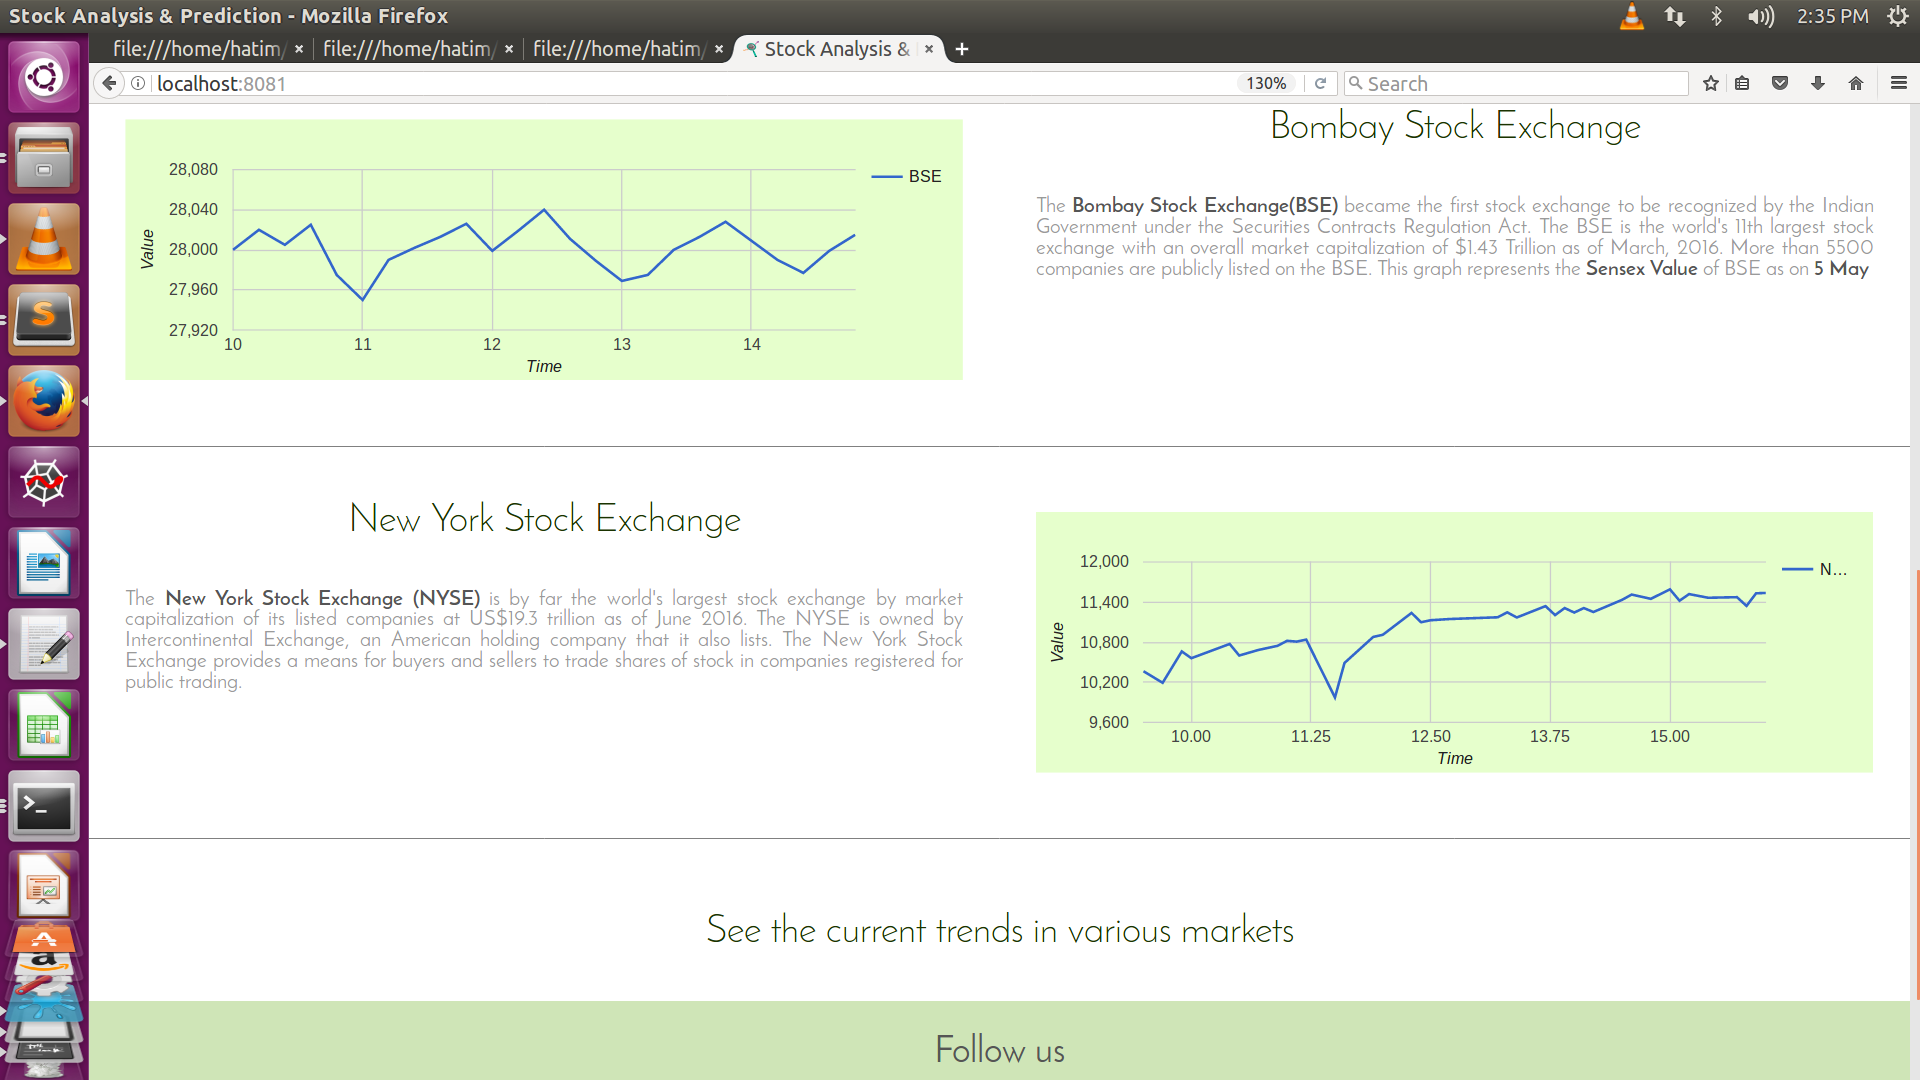 Stock Analysis & Prediction - Mozilla Firefox
2:35 PM
file:///home/hatim/ × file:///home/hatim/ × file:///home/hatim/ × Stock Analysis & × +
localhost:8081
130%
Search
28,080
28,040
28,000
27,960
27,920
Value
10 11 12 13 14
Time
BSE
Bombay Stock Exchange
The Bombay Stock Exchange(BSE) became the first stock exchange to be recognized by the Indian
Government under the Securities Contracts Regulation Act. The BSE is the world's 11th largest stock
exchange with an overall market capitalization of $1.43 Trillion as of March, 2016. More than 5500
companies are publicly listed on the BSE. This graph represents the Sensex Value of BSE as on 5 May
New York Stock Exchange
The New York Stock Exchange (NYSE) is by far the world's largest stock exchange by market
capitalization of its listed companies at US$19.3 trillion as of June 2016. The NYSE is owned by
Intercontinental Exchange, an American holding company that it also lists. The New York Stock
Exchange provides a means for buyers and sellers to trade shares of stock in companies registered for
public trading.
12,000
11,400
10,800
10,200
9,600
Value
10.00 11.25 12.50 13.75 15.00
Time
N...
See the current trends in various markets
Follow us